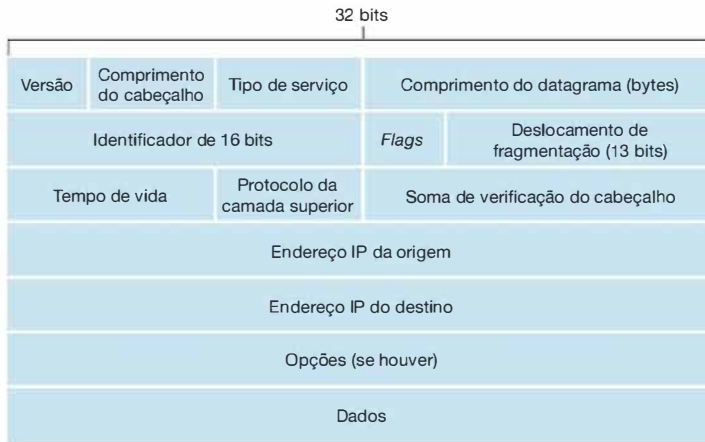 32 bits
Versão
Comprimento
do cabeçalho
Tipo de serviço
Comprimento do datagrama (bytes)
Identificador de 16 bits
Flags
Deslocamento de
fragmentação (13 bits)
Tempo de vida
Protocolo da
camada superior
Soma de verificação do cabeçalho
Endereço IP da origem
Endereço IP do destino
Opções (se houver)
Dados